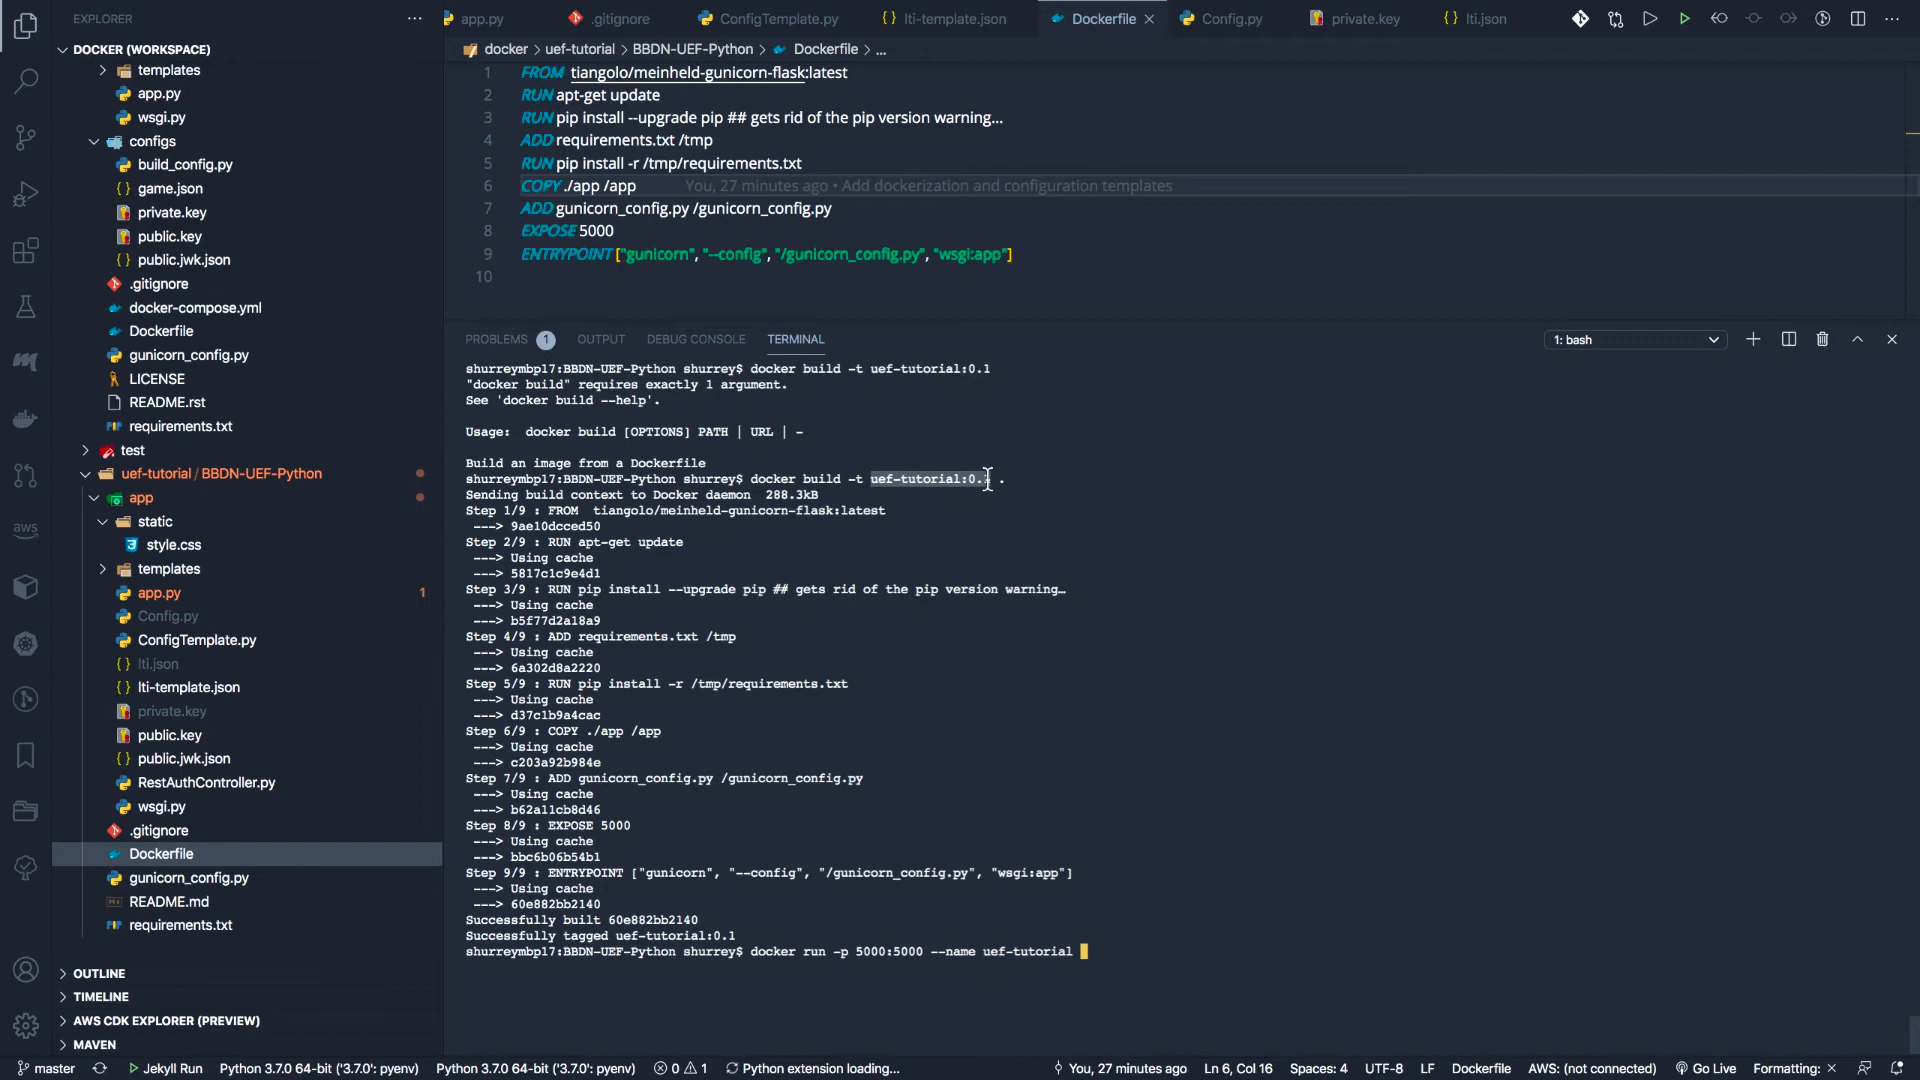 EXPLORER
DOCKER (WORKSPACE)
templates
app.py
wsgi.py
configs
build_config.py
game.json
private.key
public.key
public.jwk.json
.gitignore
docker-compose.yml
Dockerfile
gunicorn_config.py
LICENSE
README.rst
requirements.txt
test
uef-tutorial / BBDN-UEF-Python
app
static
style.css
templates
app.py 1
Config.py
ConfigTemplate.py
lti.json
lti-template.json
private.key
public.key
public.jwk.json
RestAuthController.py
wsgi.py
.gitignore
Dockerfile
gunicorn_config.py
README.md
requirements.txt
OUTLINE
TIMELINE
AWS CDK EXPLORER (PREVIEW)
MAVEN
aws
app.py .gitignore ConfigTemplate.py lti-template.json Dockerfile Config.py private.key lti.json
docker > uef-tutorial > BBDN-UEF-Python > Dockerfile > ...
1 FROM tiangolo/meinheld-gunicorn-flask:latest
2 RUN apt-get update
3 RUN pip install --upgrade pip ## gets rid of the pip version warning...
4 ADD requirements.txt /tmp
5 RUN pip install -r /tmp/requirements.txt
6 COPY ./app /app You, 27 minutes ago • Add dockerization and configuration templates
7 ADD gunicorn_config.py /gunicorn_config.py
8 EXPOSE 5000
9 ENTRYPOINT ["gunicorn", "--config", "/gunicorn_config.py", "wsgi:app"]
10
PROBLEMS 1 OUTPUT DEBUG CONSOLE TERMINAL 1: bash
shurreymbp17:BBDN-UEF-Python shurrey$ docker build -t uef-tutorial:0.1
"docker build" requires exactly 1 argument.
See 'docker build --help'.
Usage:  docker build [OPTIONS] PATH | URL | -
Build an image from a Dockerfile
shurreymbp17:BBDN-UEF-Python shurrey$ docker build -t uef-tutorial:0.1 .
Sending build context to Docker daemon  288.3kB
Step 1/9 : FROM  tiangolo/meinheld-gunicorn-flask:latest
---> 9ae10dcced50
Step 2/9 : RUN apt-get update
---> Using cache
---> 5817c1c9e4d1
Step 3/9 : RUN pip install --upgrade pip ## gets rid of the pip version warning…
---> Using cache
---> b5f77d2a18a9
Step 4/9 : ADD requirements.txt /tmp
---> Using cache
---> 6a302d8a2220
Step 5/9 : RUN pip install -r /tmp/requirements.txt
---> Using cache
---> d37c1b9a4cac
Step 6/9 : COPY ./app /app
---> Using cache
---> c203a92b984e
Step 7/9 : ADD gunicorn_config.py /gunicorn_config.py
---> Using cache
---> b62a11cb8d46
Step 8/9 : EXPOSE 5000
---> Using cache
---> bbc6b06b54b1
Step 9/9 : ENTRYPOINT ["gunicorn", "--config", "/gunicorn_config.py", "wsgi:app"]
---> Using cache
---> 60e882bb2140
Successfully built 60e882bb2140
Successfully tagged uef-tutorial:0.1
shurreymbp17:BBDN-UEF-Python shurrey$ docker run -p 5000:5000 --name uef-tutorial
master Jekyll Run Python 3.7.0 64-bit ('3.7.0': pyenv) Python 3.7.0 64-bit ('3.7.0': pyenv) 0 1 Python extension loading... You, 27 minutes ago Ln 6, Col 16 Spaces: 4 UTF-8 LF Dockerfile AWS: (not connected) Go Live Formatting: ×